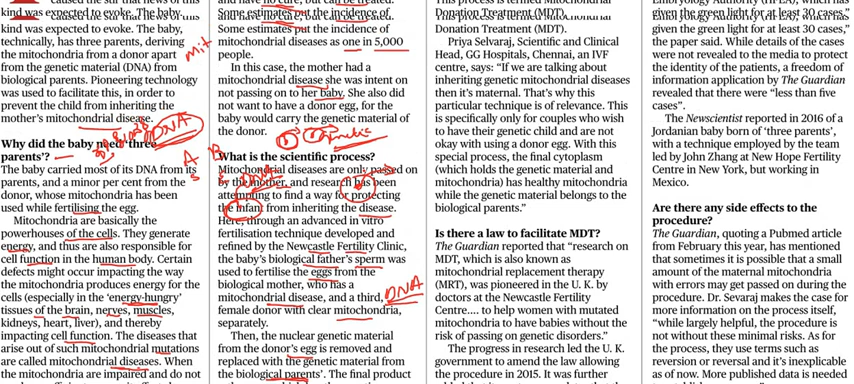 kind was expected to evoke. The baby,
technically, has three parents, deriving
the mitochondria from a donor apart
from the genetic material (DNA) from
biological parents. Pioneering technology
was used to facilitate this, in order to
prevent the child from inheriting the
mother's mitochondrial disease.
Why did the baby need 'three
parents'?
The baby carried most of its DNA from its
parents, and a minor per cent from the
donor, whose mitochondria has been
used while fertilising the egg.
Mitochondria are basically the
powerhouses of the cells. They generate
energy, and thus are also responsible for
cell function in the human body. Certain
defects might occur impacting the way
the mitochondria produces energy for the
cells (especially in the 'energy-hungry'
tissues of the brain, nerves, muscles,
kidneys, heart, liver), and thereby
impacting cell function. The diseases that
arise out of such mitochondrial mutations
are called mitochondrial diseases. When
the mitochondria are impaired and do not
DNA
A
and have no cure, but can be treated.
Some estimates put the incidence of
Some estimates put the incidence of
mitochondrial diseases as one in 5,000
people.
In this case, the mother had a
mitochondrial disease she was intent on
not passing on to her baby. She also did
not want to have a donor egg, for the
baby would carry the genetic material of
the donor.
B
What is the scientific process?
Mitochondrial diseases are only passed on
by the mother, and research has been
attempting to find a way for protecting
the infant from inheriting the disease.
Here, through an advanced in vitro
fertilisation technique developed and
refined by the Newcastle Fertility Clinic,
the baby's biological father's sperm was
used to fertilise the eggs from the
biological mother, who has a
mitochondrial disease, and a third,
female donor with clear mitochondria,
separately.
DNA
Then, the nuclear genetic material
from the donor's egg is removed and
replaced with the genetic material from
the biological parents'. The final product
Donation Treatment (MDT).
Donation Treatment (MDT).
Priya Selvaraj, Scientific and Clinical
Head, GG Hospitals, Chennai, an IVF
centre, says: "If we are talking about
inheriting genetic mitochondrial diseases
then it's maternal. That's why this
particular technique is of relevance. This
is specifically only for couples who wish
to have their genetic child and are not
okay with using a donor egg. With this
special process, the final cytoplasm
(which holds the genetic material and
mitochondria) has healthy mitochondria
while the genetic material belongs to the
biological parents."
Is there a law to facilitate MDT?
The Guardian reported that "research on
MDT, which is also known as
mitochondrial replacement therapy
(MRT), was pioneered in the U. K. by
doctors at the Newcastle Fertility
Centre.... to help women with mutated
mitochondria to have babies without the
risk of passing on genetic disorders."
The progress in research led the U. K.
government to amend the law allowing
the procedure in 2015. It was further
given the green light for at least 30 cases,"
given the green light for at least 30 cases,"
the paper said. While details of the cases
were not revealed to the media to protect
the identity of the patients, a freedom of
information application by The Guardian
revealed that there were "less than five
cases".
The Newscientist reported in 2016 of a
Jordanian baby born of 'three parents',
with a technique employed by the team
led by John Zhang at New Hope Fertility
Centre in New York, but working in
Mexico.
Are there any side effects to the
procedure?
The Guardian, quoting a Pubmed article
from February this year, has mentioned
that sometimes it is possible that a small
amount of the maternal mitochondria
with errors may get passed on during the
procedure. Dr. Sevaraj makes the case for
more information on the process itself,
"while largely helpful, the procedure is
not without these minimal risks. As for
the process, they use terms such as
reversion or reversal and it's inexplicable
as of now. More published data is needed